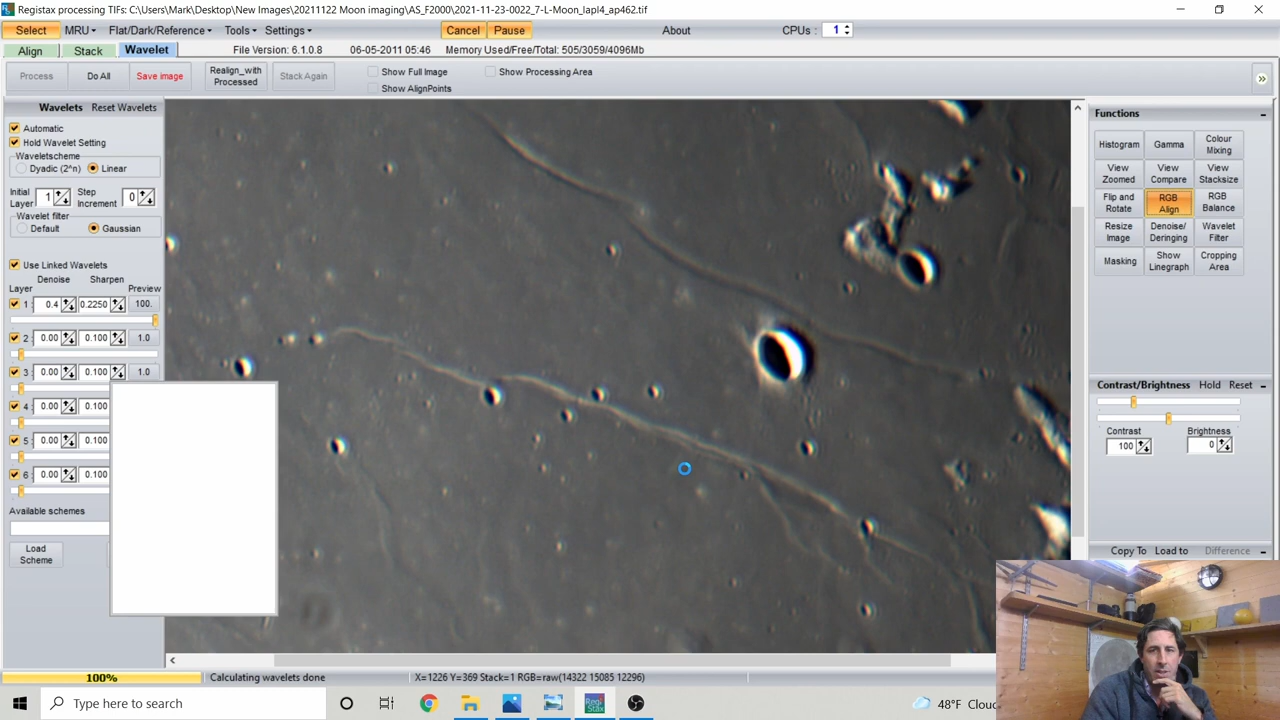 Registax processing TIFs: C:\Users\Mark\Desktop\New Images\20211122 Moon imaging\AS_F2000\2021-11-23-0022_7-L-Moon_lapl4_ap462.tif
Select MRU Flat/Dark/Reference Tools Settings Cancel Pause About CPUs : 1
Align Stack Wavelet File Version: 6.1.0.8 06-05-2011 05:46 Memory Used/Free/Total: 505/3059/4096Mb
Process Do All Save image Realign_with Processed Stack Again Show Full Image Show Processing Area
Show AlignPoints
Wavelets Reset Wavelets
Automatic
Hold Wavelet Setting
Waveletscheme
Dyadic (2^n) Linear
Initial Layer 1 Step Increment 0
Wavelet filter
Default Gaussian
Use Linked Wavelets
Denoise Sharpen
Layer Preview
1 : 0.4 0.2250 100.
2 : 0.00 0.100 1.0
3 : 0.00 0.100 1.0
4 : 0.00 0.100
5 : 0.00 0.100
6 : 0.00 0.100
Available schemes
Load Scheme
Functions
Histogram Gamma Colour Mixing
View Zoomed View Compare View Stacksize
Flip and Rotate RGB Align RGB Balance
Resize Image Denoise/ Deringing Wavelet Filter
Masking Show Linegraph Cropping Area
Contrast/Brightness Hold Reset
Contrast Brightness
100 0
Copy To Load to Difference
100% Calculating wavelets done X=1226 Y=369 Stack=1 RGB=raw(14322 15085 12296)
Type here to search 48°F Cloud